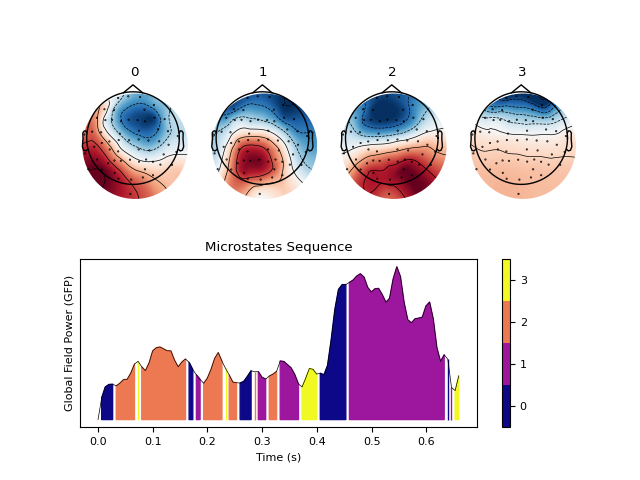 0 1 2 3
Microstates Sequence
Global Field Power (GFP)
3
2
1
0
0.0 0.1 0.2 0.3 0.4 0.5 0.6
Time (s)